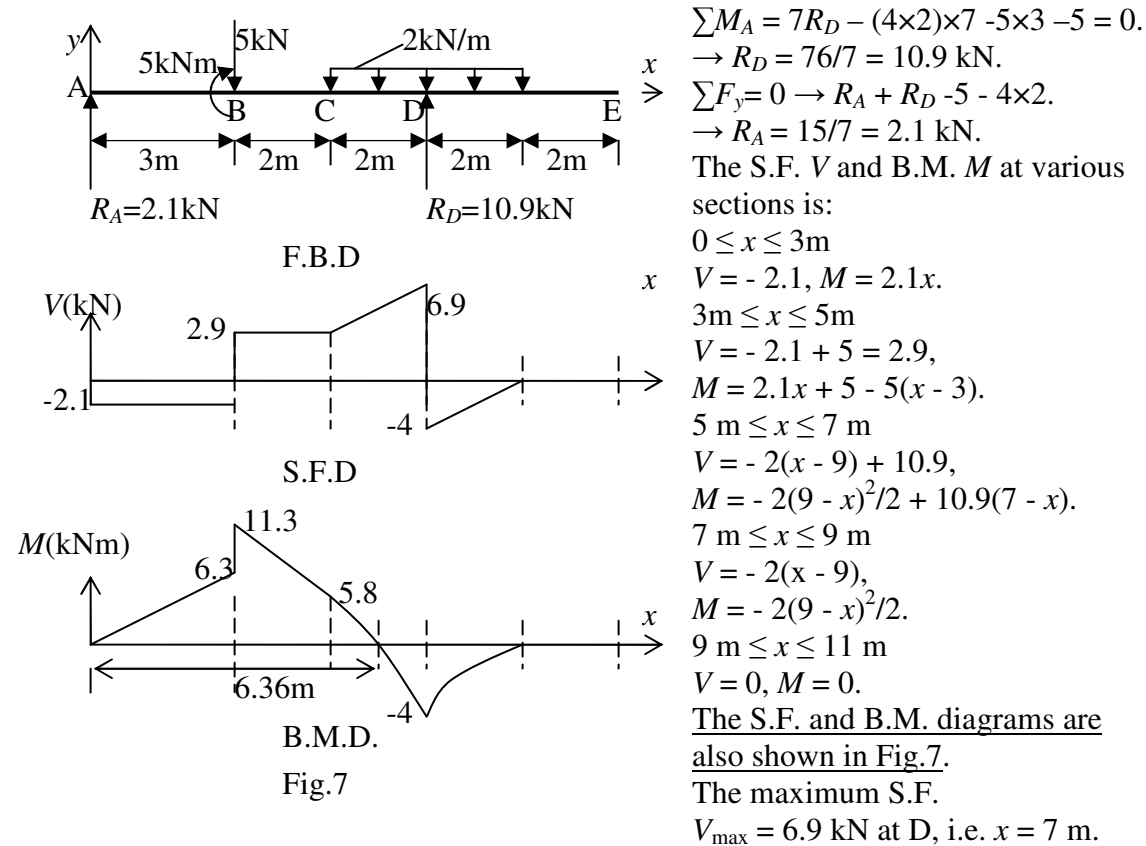 y
5kN
2kN/m
5kNm
x
A
B
C
D
E
3m
2m
2m
2m
2m
R_A=2.1kN
R_D=10.9kN
F.B.D
x
V(kN)
2.9
6.9
-2.1
-4
S.F.D
11.3
M(kNm)
6.3
5.8
x
6.36m
-4
B.M.D.
Fig.7
∑M_A = 7R_D – (4×2)×7 -5×3 –5 = 0.
→ R_D = 76/7 = 10.9 kN.
∑F_y= 0 → R_A + R_D -5 - 4×2.
→ R_A = 15/7 = 2.1 kN.
The S.F. V and B.M. M at various
sections is:
0 ≤ x ≤ 3m
V = - 2.1, M = 2.1x.
3m ≤ x ≤ 5m
V = - 2.1 + 5 = 2.9,
M = 2.1x + 5 - 5(x - 3).
5 m ≤ x ≤ 7 m
V = - 2(x - 9) + 10.9,
M = - 2(9 - x)²/2 + 10.9(7 - x).
7 m ≤ x ≤ 9 m
V = - 2(x - 9),
M = - 2(9 - x)²/2.
9 m ≤ x ≤ 11 m
V = 0, M = 0.
The S.F. and B.M. diagrams are
also shown in Fig.7.
The maximum S.F.
V_max = 6.9 kN at D, i.e. x = 7 m.